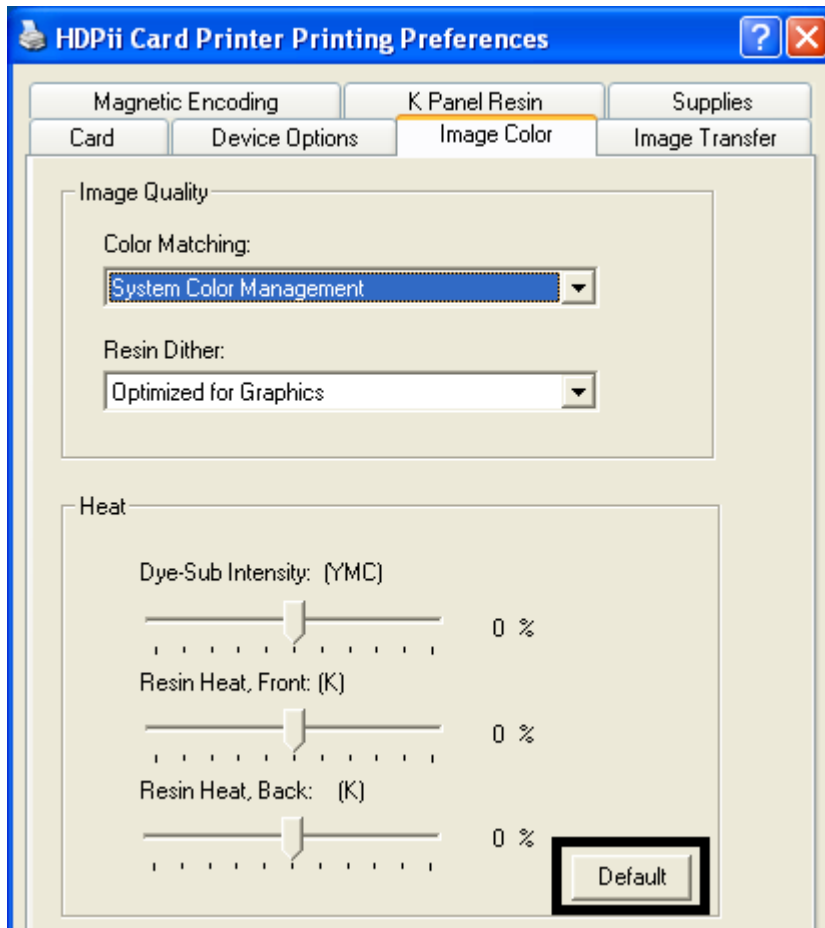 HDPii Card Printer Printing Preferences
?
Magnetic Encoding K Panel Resin Supplies
Card Device Options Image Color Image Transfer
Image Quality
Color Matching:
System Color Management
Resin Dither:
Optimized for Graphics
Heat
Dye-Sub Intensity: (YMC)
0 %
Resin Heat, Front: (K)
0 %
Resin Heat, Back: (K)
0 %
Default